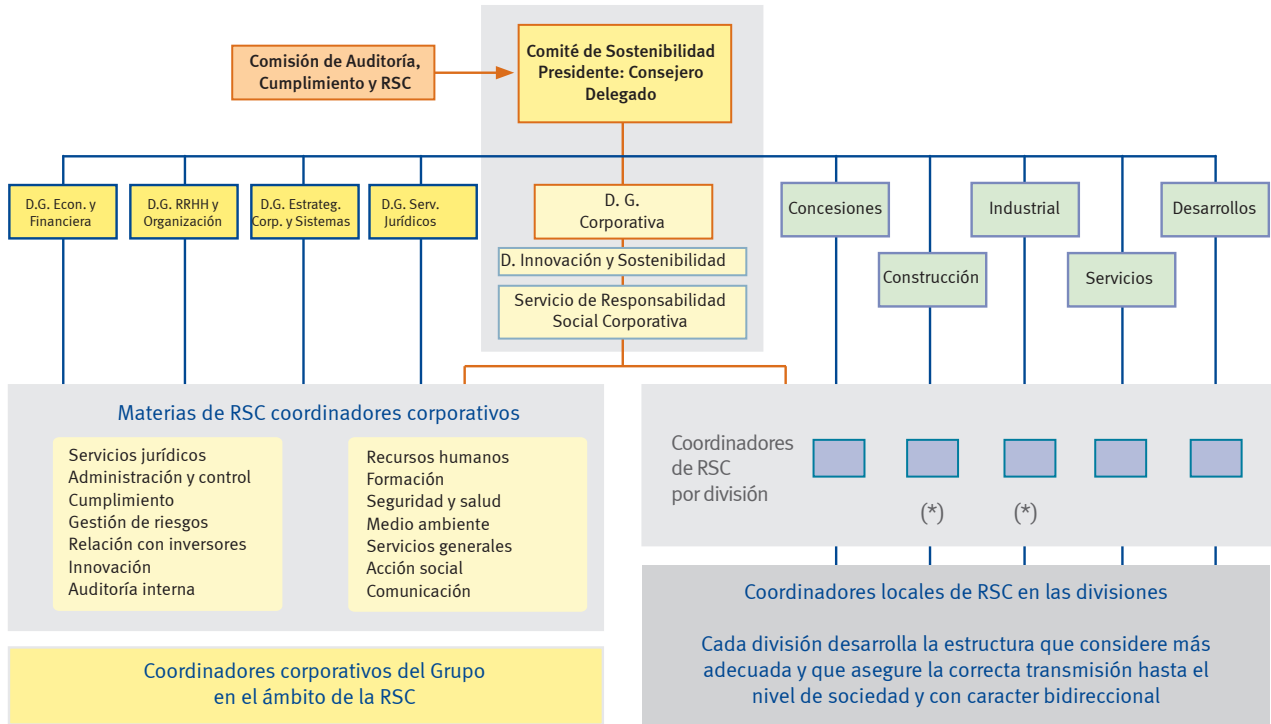 Comisión de Auditoría,
Cumplimiento y RSC
Comité de Sostenibilidad
Presidente: Consejero
Delegado
D.G. Econ. y
Financiera
D.G. RRHH y
Organización
D.G. Estrateg.
Corp. y Sistemas
D.G. Serv.
Jurídicos
D. G.
Corporativa
D. Innovación y Sostenibilidad
Servicio de Responsabilidad
Social Corporativa
Concesiones
Construcción
Industrial
Servicios
Desarrollos
Materias de RSC coordinadores corporativos
Servicios jurídicos
Administración y control
Cumplimiento
Gestión de riesgos
Relación con inversores
Innovación
Auditoría interna
Recursos humanos
Formación
Seguridad y salud
Medio ambiente
Servicios generales
Acción social
Comunicación
Coordinadores corporativos del Grupo
en el ámbito de la RSC
Coordinadores
de RSC
por división
(*)
(*)
Coordinadores locales de RSC en las divisiones
Cada división desarrolla la estructura que considere más
adecuada y que asegure la correcta transmisión hasta el
nivel de sociedad y con caracter bidireccional